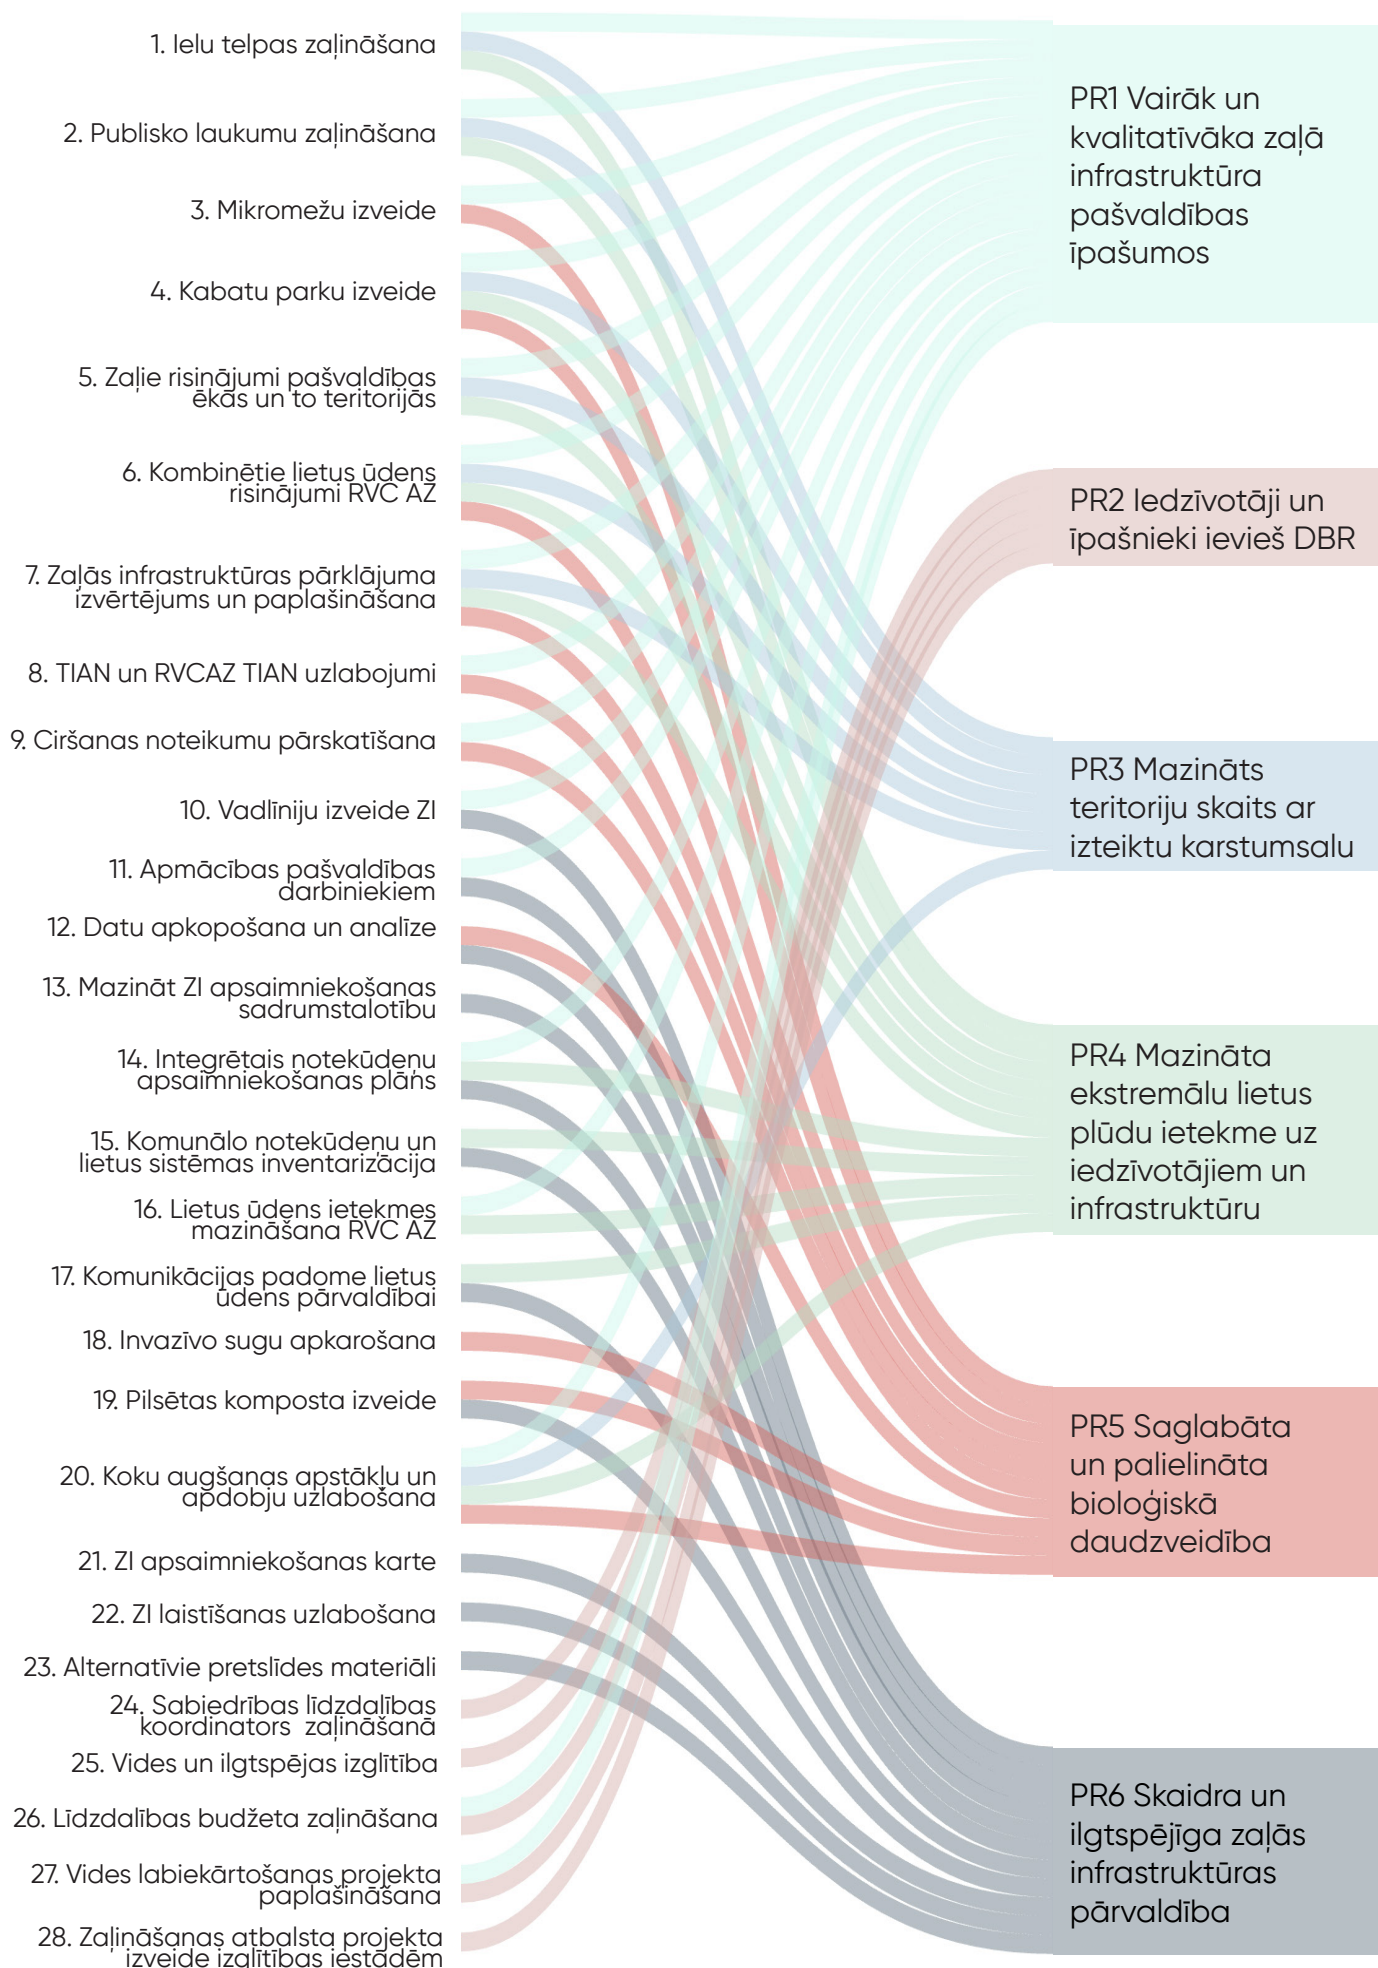 1. Ielu telpas zaļināšana
2. Publisko laukumu zaļināšana
3. Mikromežu izveide
4. Kabatu parku izveide
5. Zaļie risinājumi pašvaldības
ēkās un to teritorijās
6. Kombinētie lietus ūdens
risinājumi RVC AZ
7. Zaļās infrastruktūras pārklājuma
izvērtējums un paplašināšana
8. TIAN un RVCAZ TIAN uzlabojumi
9. Ciršanas noteikumu pārskatīšana
10. Vadlīniju izveide ZI
11. Apmācības pašvaldības
darbiniekiem
12. Datu apkopošana un analīze
13. Mazināt ZI apsaimniekošanas
sadrumstalotību
14. Integrētais notekūdeņu
apsaimniekošanas plāns
15. Komunālo notekūdeņu un
lietus sistēmas inventarizācija
16. Lietus ūdens ietekmes
mazināšana RVC AZ
17. Komunikācijas padome lietus
ūdens pārvaldībai
18. Invazīvo sugu apkarošana
19. Pilsētas komposta izveide
20. Koku augšanas apstākļu un
apdobju uzlabošana
21. ZI apsaimniekošanas karte
22. ZI laistīšanas uzlabošana
23. Alternatīvie pretslīdes materiāli
24. Sabiedrības līdzdalības
koordinators zaļināšanā
25. Vides un ilgtspējas izglītība
26. Līdzdalības budžeta zaļināšana
27. Vides labiekārtošanas projekta
paplašināšana
28. Zaļināšanas atbalsta projekta
izveide izglītības iestādēm
PR1 Vairāk un
kvalitatīvāka zaļā
infrastruktūra
pašvaldības
īpašumos
PR2 Iedzīvotāji un
īpašnieki ievieš DBR
PR3 Mazināts
teritoriju skaits ar
izteiktu karstumsalu
PR4 Mazināta
ekstremālu lietus
plūdu ietekme uz
iedzīvotājiem un
infrastruktūru
PR5 Saglabāta
un palielināta
bioloģiskā
daudzveidība
PR6 Skaidra un
ilgtspējīga zaļās
infrastruktūras
pārvaldība